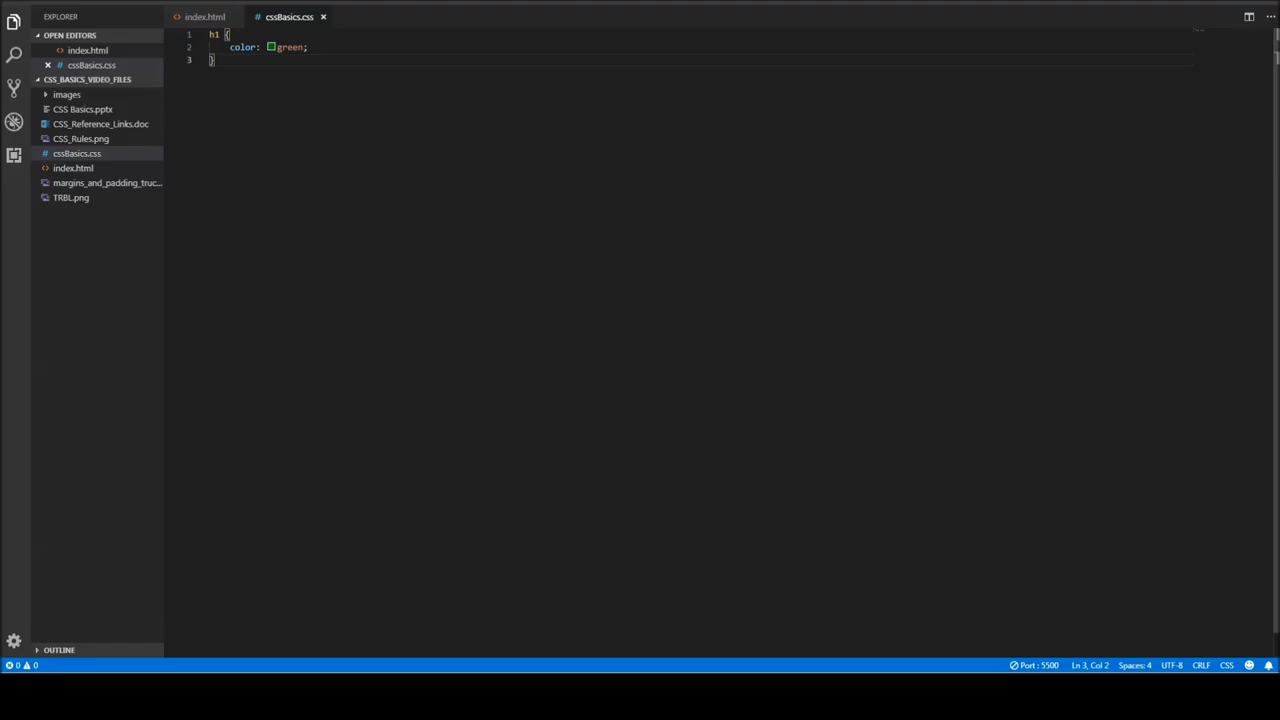 EXPLORER
OPEN EDITORS
index.html
cssBasics.css
CSS_BASICS_VIDEO_FILES
images
CSS Basics.pptx
CSS_Reference_Links.doc
CSS_Rules.png
cssBasics.css
index.html
margins_and_padding_truc...
TRBL.png
OUTLINE
index.html
cssBasics.css
1 h1 {
2 color: green;
3 }
0 0
Port : 5500
Ln 3, Col 2
Spaces: 4
UTF-8
CRLF
CSS